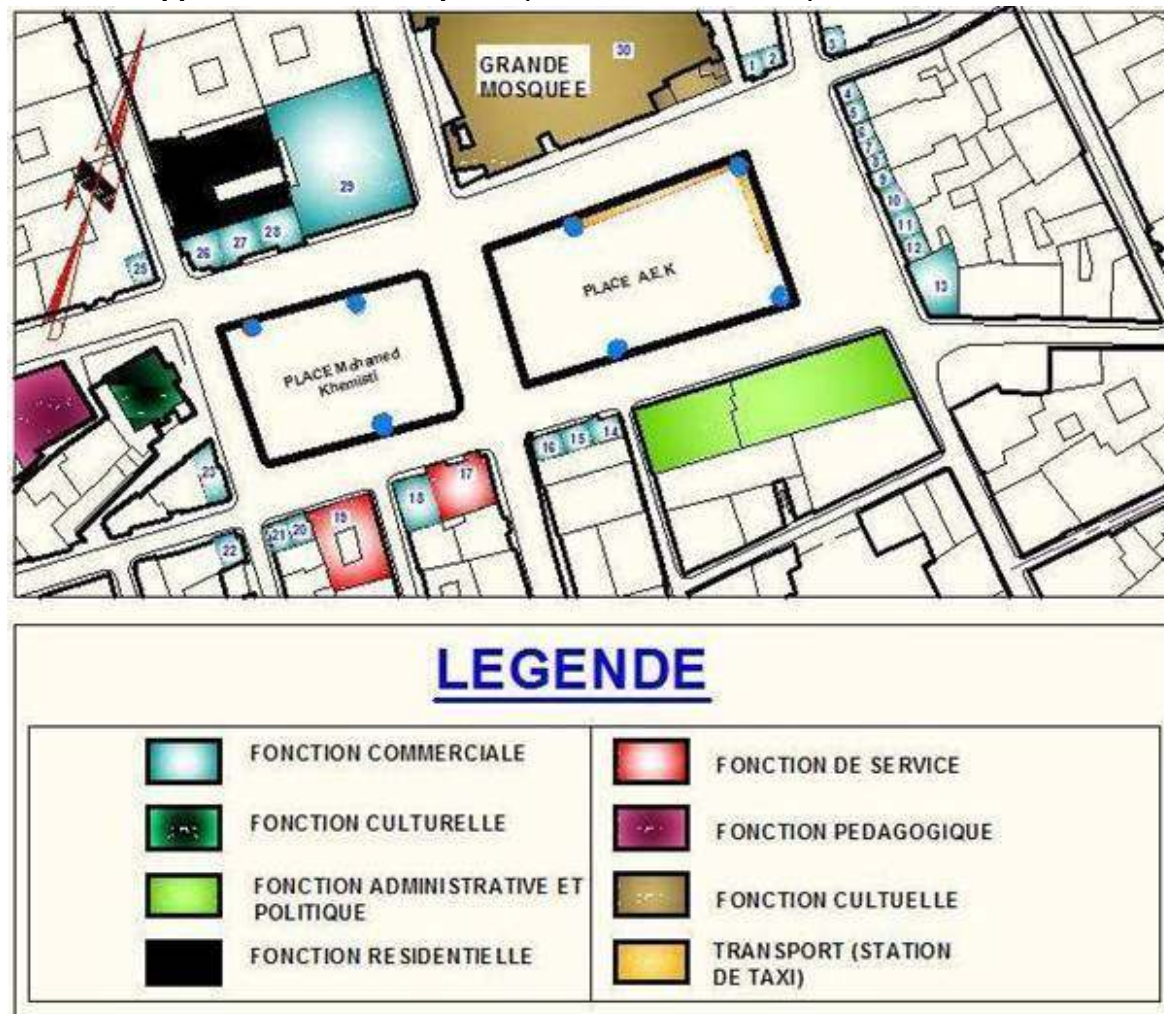 GRANDE
MOSQUEE
30
1
2
3
4
5
6
7
8
9
10
11
12
13
29
28
27
26
25
PLACE A.E.K
PLACE Mohamed
Khemisti
14
15
16
17
18
19
20
21
22
23
LEGENDE
FONCTION COMMERCIALE
FONCTION CULTURELLE
FONCTION ADMINISTRATIVE ET
POLITIQUE
FONCTION RESIDENTIELLE
FONCTION DE SERVICE
FONCTION PEDAGOGIQUE
FONCTION CULTUELLE
TRANSPORT (STATION
DE TAXI)